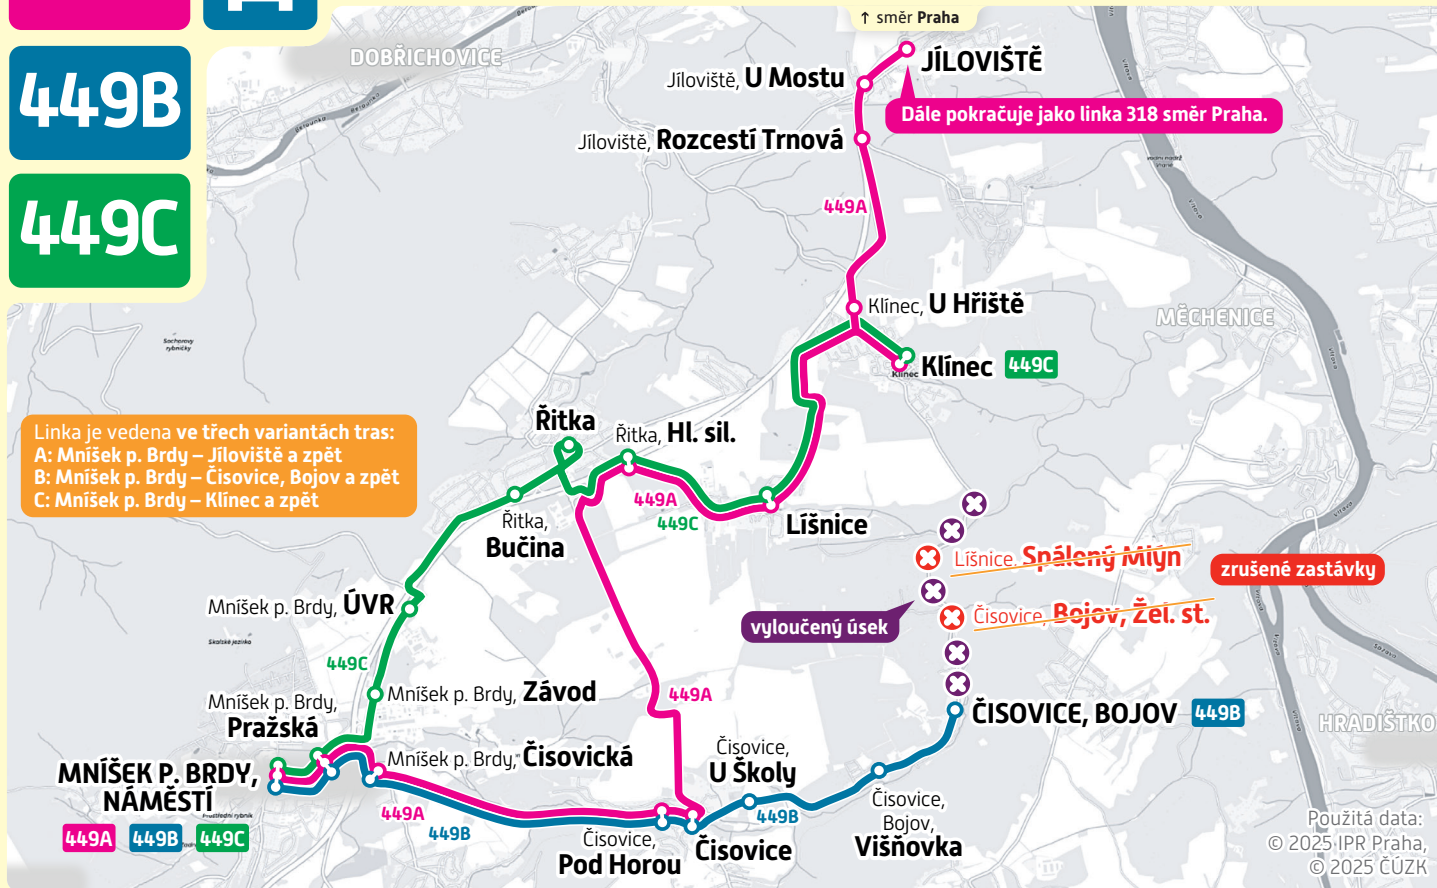 ↑ směr Praha
DOBŘICHOVICE
449B
449C
JÍLOVIŠTĚ
Jíloviště, U Mostu
Dále pokračuje jako linka 318 směr Praha.
Jíloviště, Rozcestí Trnová
449A
Klínec, U Hřiště
MĚCHENICE
Klínec 449C
Klínec
Linka je vedena ve třech variantách tras:
A: Mníšek p. Brdy – Jíloviště a zpět
B: Mníšek p. Brdy – Čisovice, Bojov a zpět
C: Mníšek p. Brdy – Klínec a zpět
Řitka
Řitka, Hl. sil.
449A
449C
Líšnice
Řitka,
Bučina
Líšnice, Spálený Mlýn
zrušené zastávky
Mníšek p. Brdy, ÚVR
Čisovice, Bojov, Žel. st.
vyloučený úsek
449C
Mníšek p. Brdy, Závod
449A
Mníšek p. Brdy,
Pražská
ČISOVICE, BOJOV 449B
HRADIŠTKO
Mníšek p. Brdy, Čisovická
Čisovice,
U Školy
MNÍŠEK P. BRDY,
NÁMĚSTÍ
449A 449B 449C
449A
449B
449B
Čisovice,
Pod Horou
Čisovice
Čisovice,
Bojov,
Višňovka
Použitá data:
© 2025 IPR Praha,
© 2025 ČÚZK